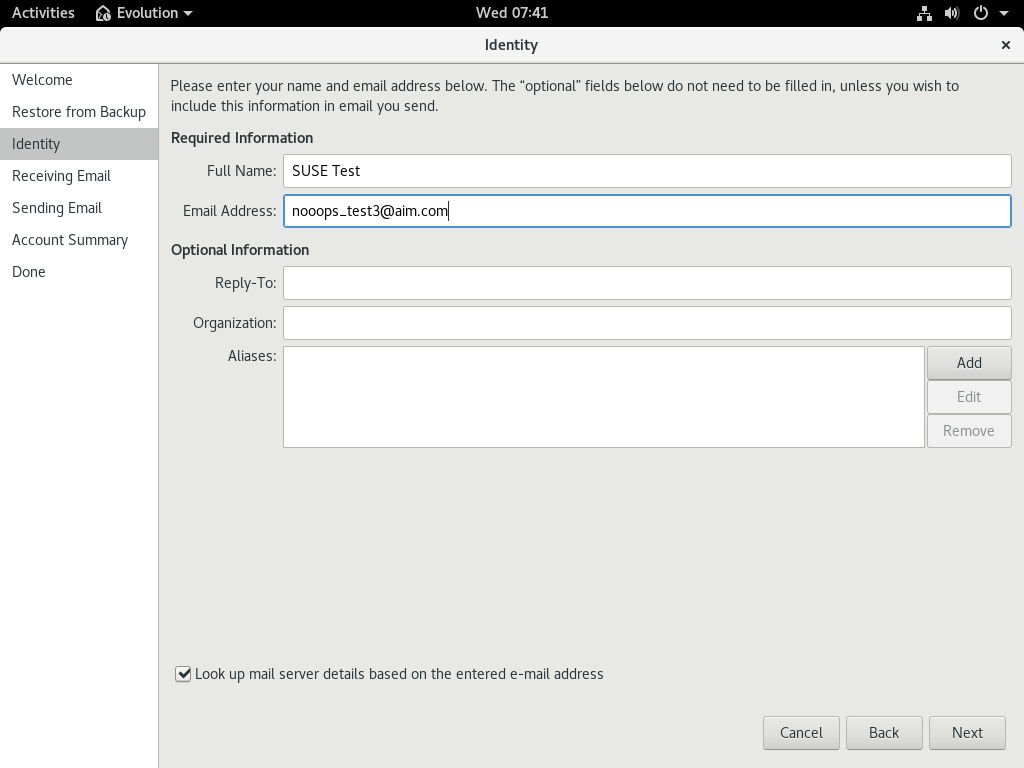 Activities Evolution Wed 07:41
Identity
Welcome
Restore from Backup
Identity
Receiving Email
Sending Email
Account Summary
Done
Please enter your name and email address below. The “optional” fields below do not need to be filled in, unless you wish to
include this information in email you send.
Required Information
Full Name: SUSE Test
Email Address: nooops_test3@aim.com
Optional Information
Reply-To:
Organization:
Aliases:
Add
Edit
Remove
Look up mail server details based on the entered e-mail address
Cancel Back Next